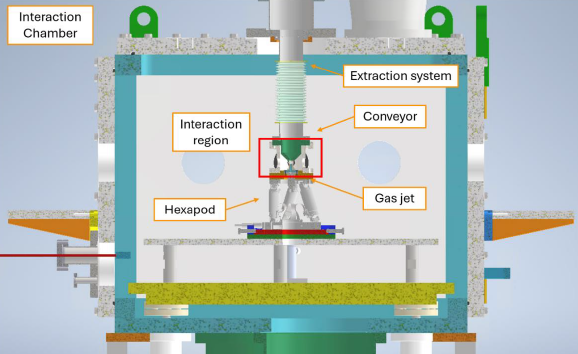 Interaction
Chamber
Extraction system
Conveyor
Interaction
region
Gas jet
Hexapod